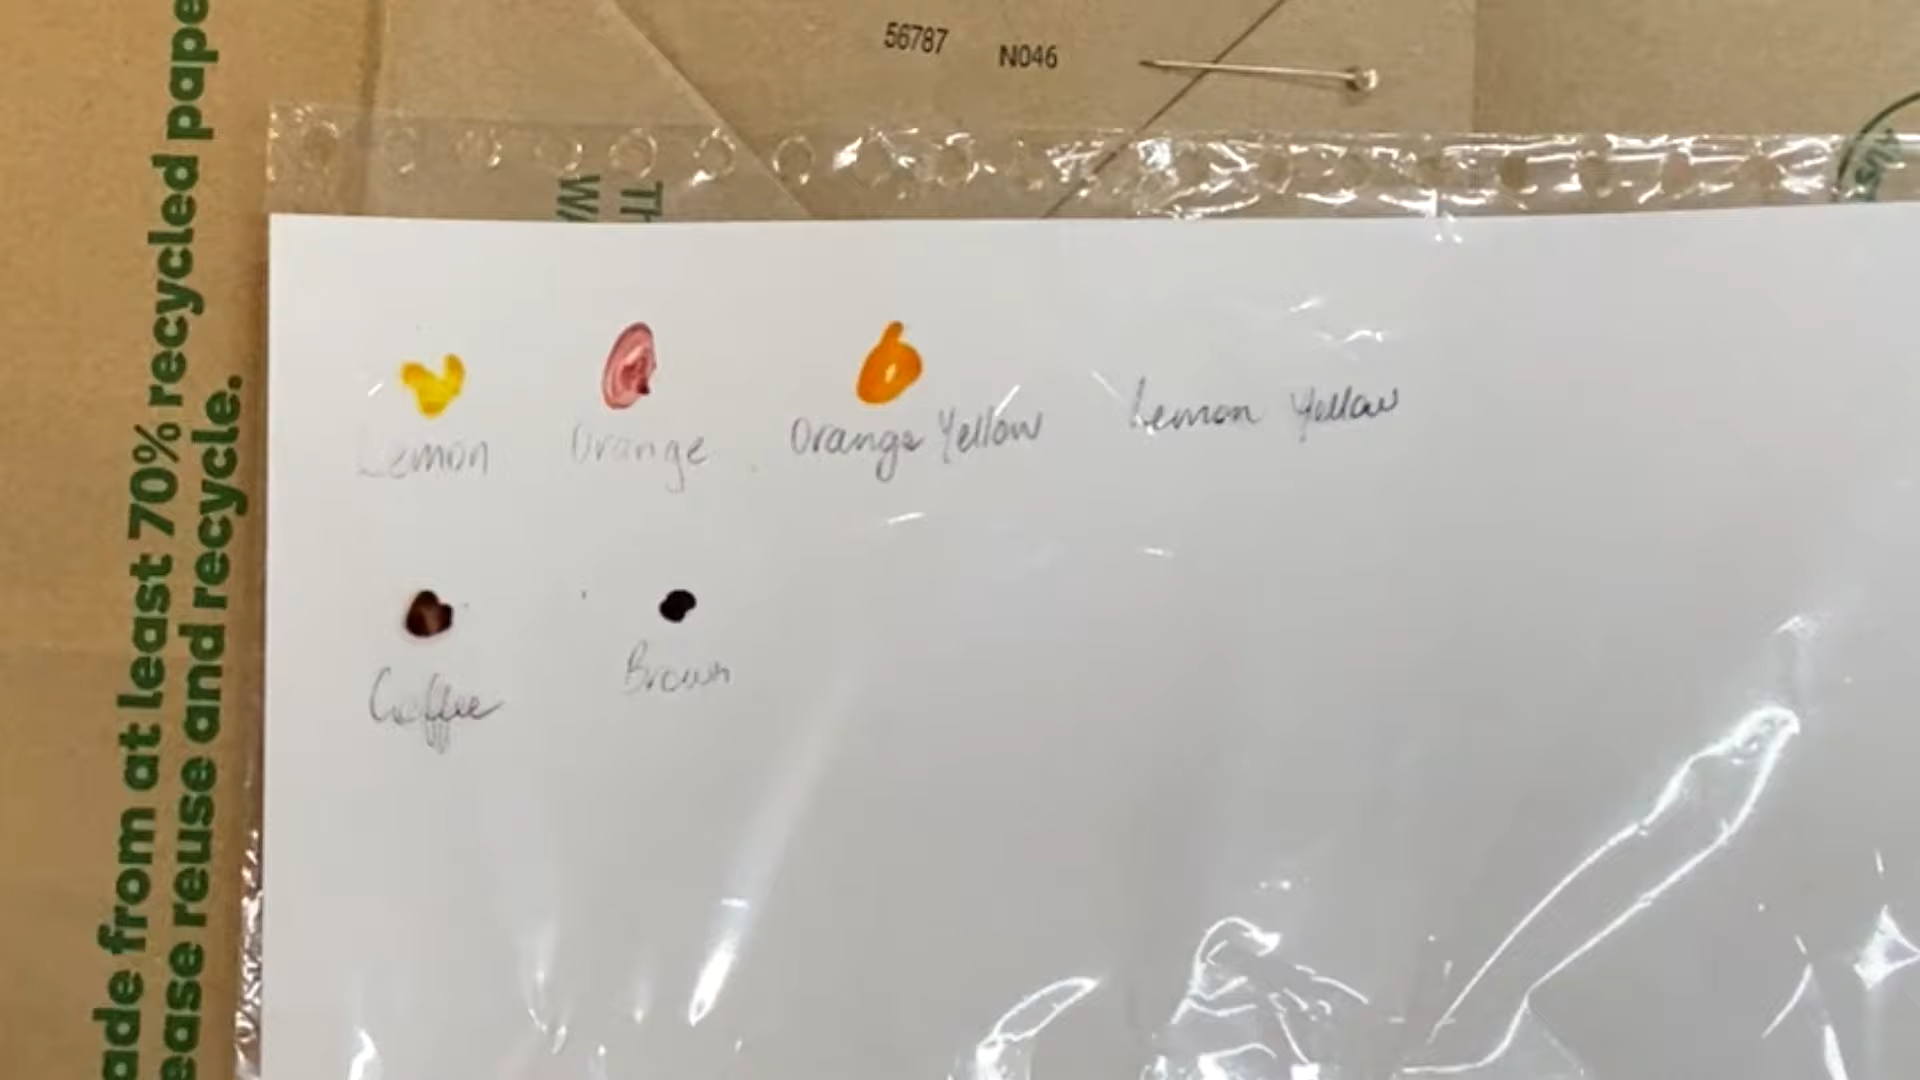 56787 N046
ade from at least 70% recycled pape
ease reuse and recycle.
Lemon Orange Orange Yellow Lemon Yellow
Coffee Brown